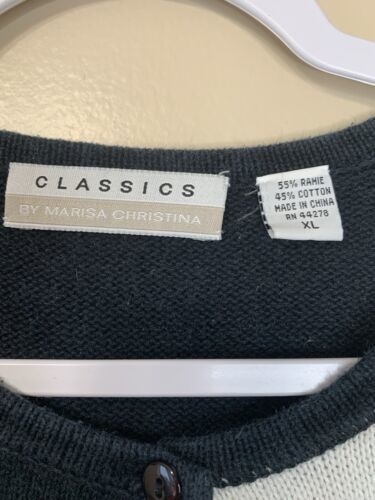 CLASSICS
BY MARISA CHRISTINA
55% RAMIE
45% COTTON
MADE IN CHINA
RN 44278
XL